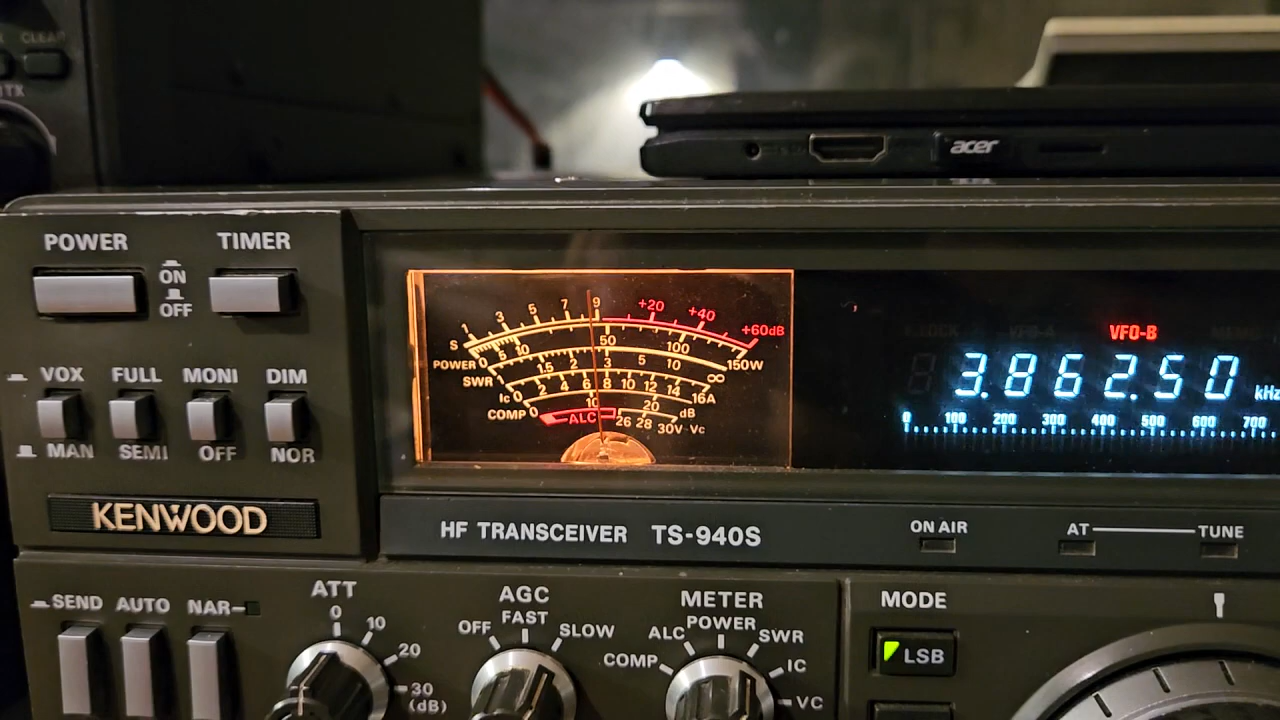 CLEAR
TX
acer
POWER
TIMER
ON
OFF
VOX
FULL
MONI
DIM
MAN
SEMI
OFF
NOR
KENWOOD
S 1 3 5 7 9 +20 +40 +60dB
POWER 0 5 10 50 100 150W
SWR 1 1.5 2 3 5 10 ∞
Ic 0 2 4 6 8 10 12 14 16A
COMP 0 10 20 dB
ALC 26 28 30V Vc
VFO-B
3.862.50 kHz
0 100 200 300 400 500 600 700
HF TRANSCEIVER TS-940S
ON AIR
AT
TUNE
SEND
AUTO
NAR
ATT
0
10
20
30
(dB)
AGC
OFF
FAST
SLOW
METER
COMP
ALC
POWER
SWR
IC
VC
MODE
LSB